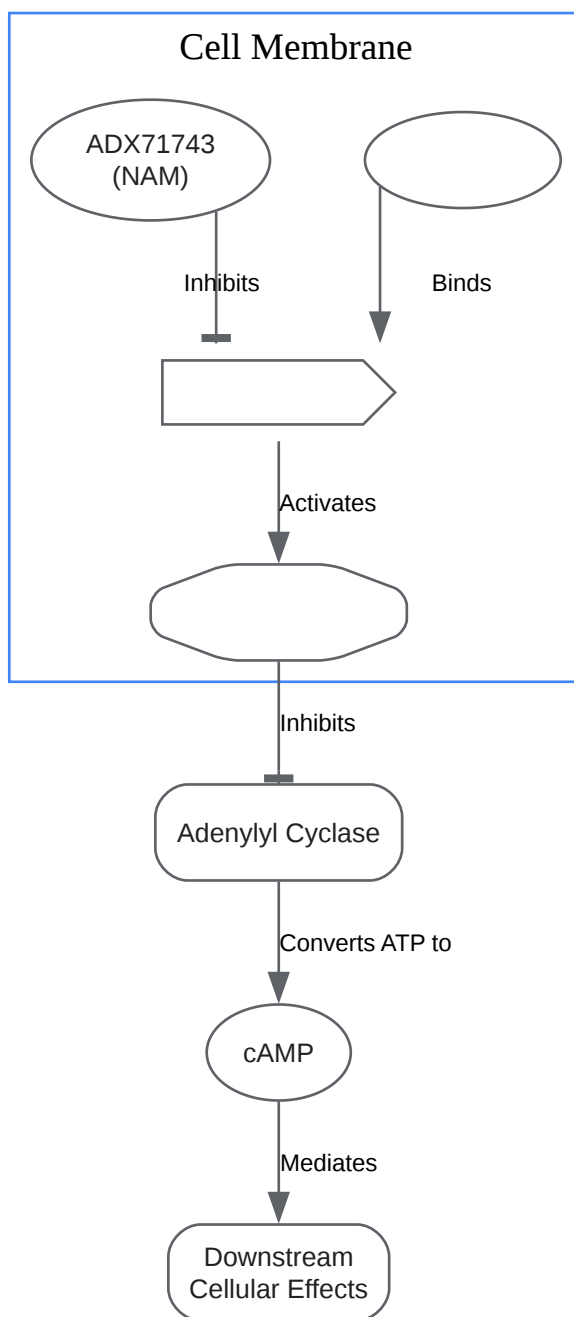 Cell Membrane
ADX71743
(NAM)
Inhibits
Binds
Activates
Inhibits
Adenylyl Cyclase
Converts ATP to
cAMP
Mediates
Downstream
Cellular Effects